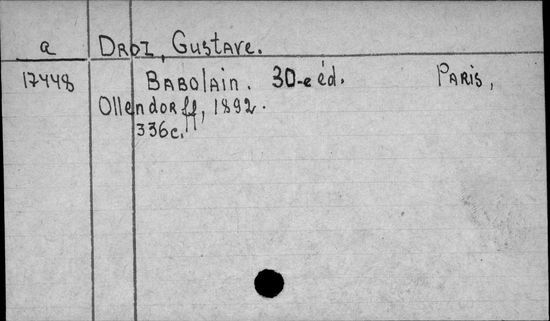 a DROZ, Gustave.
17448 BABOlAin. 30-e éd. PARis,
OllendoRff, 1892.
336c.